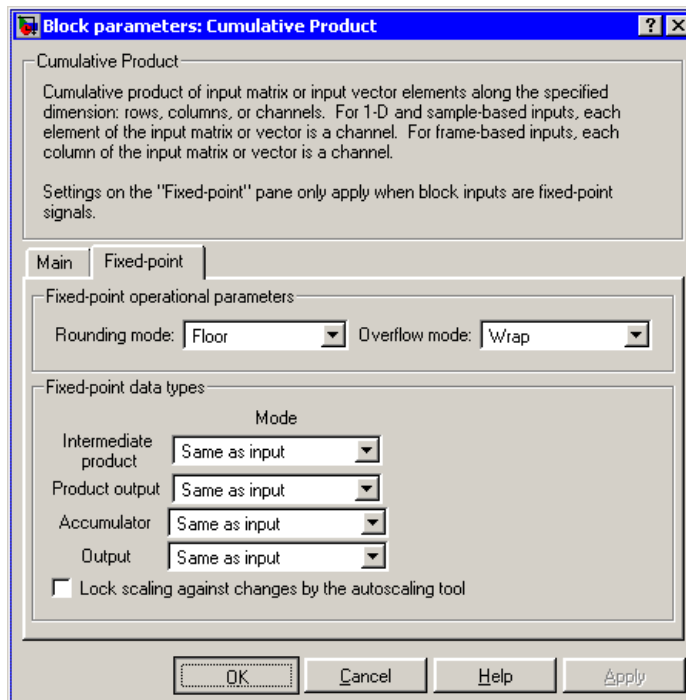 Block parameters: Cumulative Product
Cumulative Product
Cumulative product of input matrix or input vector elements along the specified
dimension: rows, columns, or channels. For 1-D and sample-based inputs, each
element of the input matrix or vector is a channel. For frame-based inputs, each
column of the input matrix or vector is a channel.
Settings on the "Fixed-point" pane only apply when block inputs are fixed-point
signals.
Main Fixed-point
Fixed-point operational parameters
Rounding mode: Floor Overflow mode: Wrap
Fixed-point data types
Mode
Intermediate
product Same as input
Product output Same as input
Accumulator Same as input
Output Same as input
Lock scaling against changes by the autoscaling tool
OK Cancel Help Apply